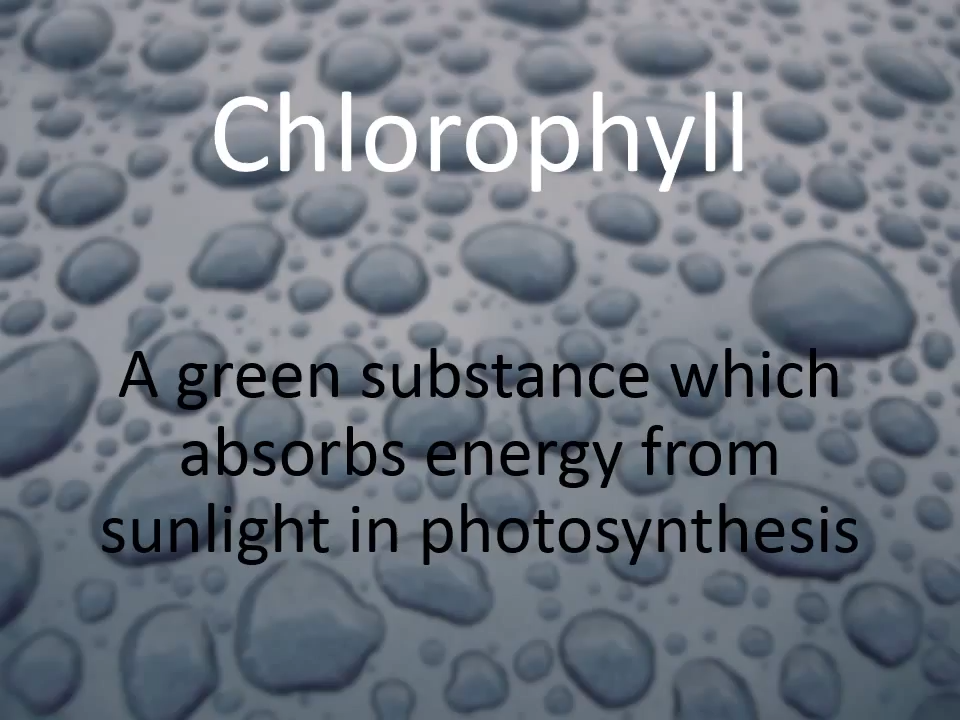 Chlorophyll
A green substance which
absorbs energy from
sunlight in photosynthesis